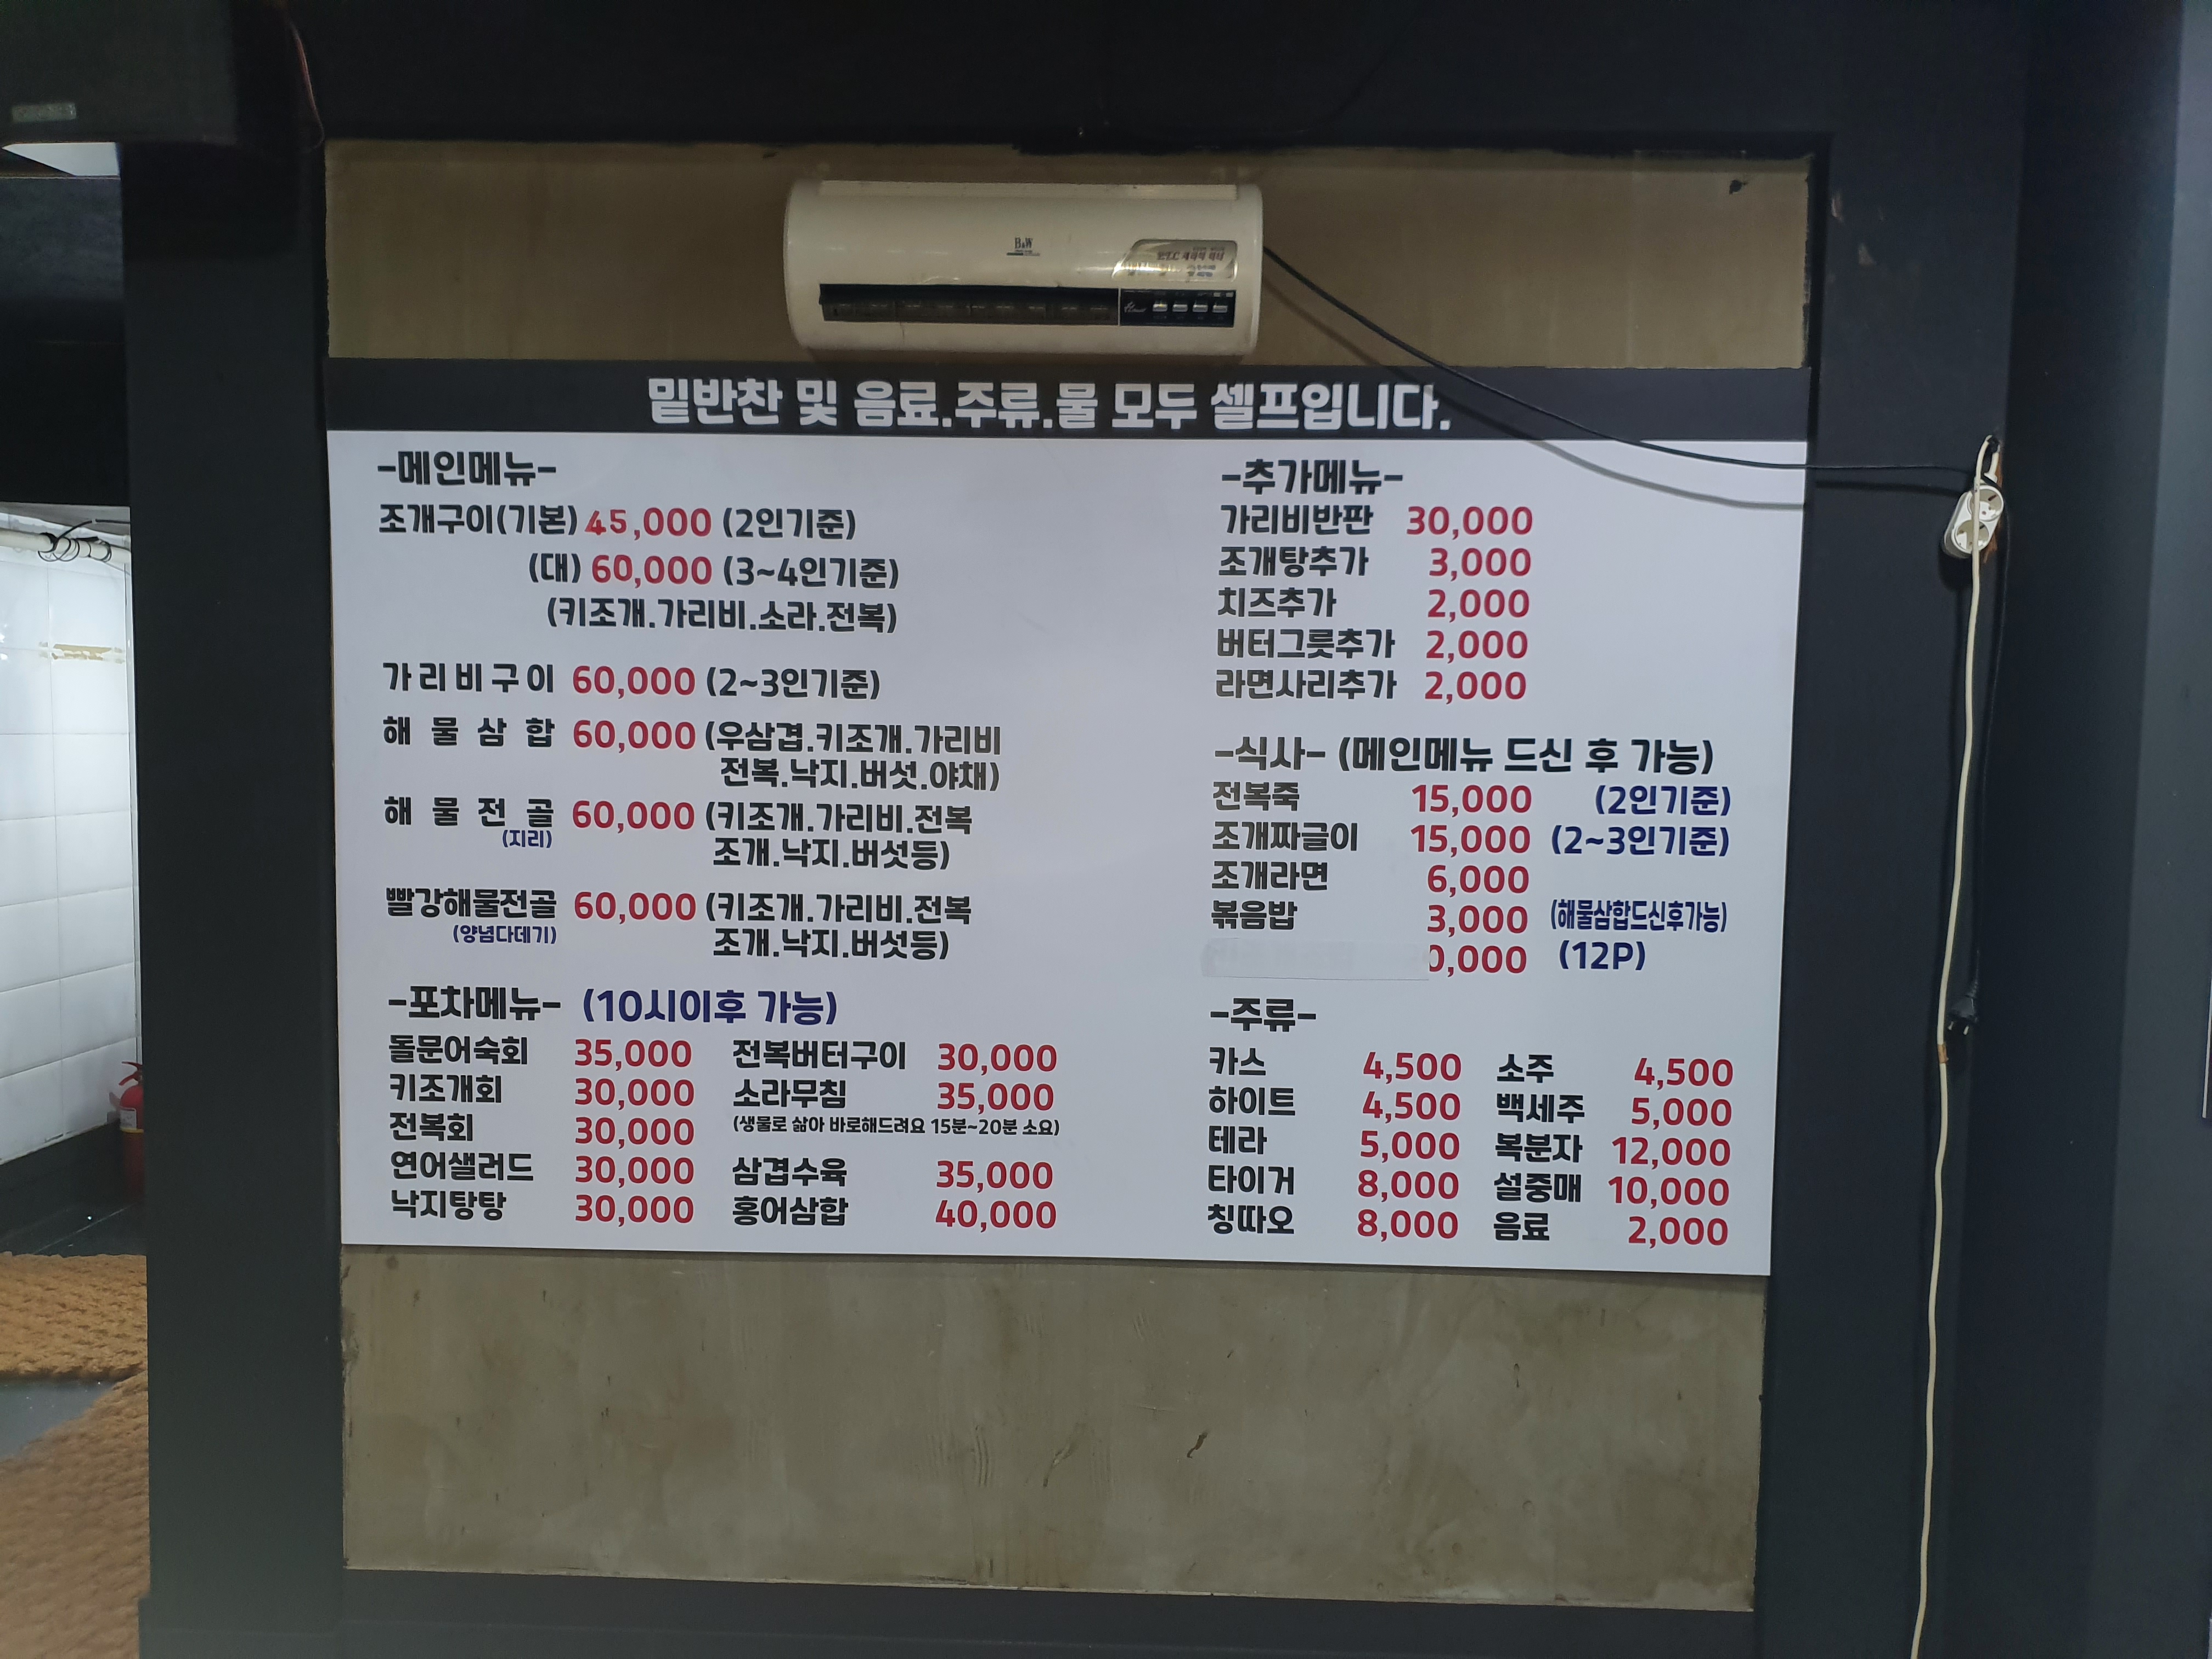 B&W
밑반찬 및 음료.주류.물 모두 셀프입니다.
-메인메뉴-
조개구이(기본) 45,000 (2인기준)
(대) 60,000 (3~4인기준)
(키조개.가리비.소라.전복)
가리비구이 60,000 (2~3인기준)
해물삼합 60,000 (우삼겹.키조개.가리비
전복.낙지.버섯.야채)
해물전골 60,000 (키조개.가리비.전복
(지리)
조개.낙지.버섯등)
빨강해물전골 60,000 (키조개.가리비.전복
(양념다데기)
조개.낙지.버섯등)
-포차메뉴- (10시이후 가능)
돌문어숙회 35,000
키조개회 30,000
전복회 30,000
연어샐러드 30,000
낙지탕탕 30,000
전복버터구이 30,000
소라무침 35,000
(생물로 삶아 바로해드려요 15분~20분 소요)
삼겹수육 35,000
홍어삼합 40,000
-추가메뉴-
가리비반판 30,000
조개탕추가 3,000
치즈추가 2,000
버터그릇추가 2,000
라면사리추가 2,000
-식사- (메인메뉴 드신 후 가능)
전복죽 15,000 (2인기준)
조개짜글이 15,000 (2~3인기준)
조개라면 6,000
볶음밥 3,000 (해물삼합드신후가능)
0,000 (12P)
-주류-
카스 4,500
하이트 4,500
테라 5,000
타이거 8,000
칭따오 8,000
소주 4,500
백세주 5,000
복분자 12,000
설중매 10,000
음료 2,000